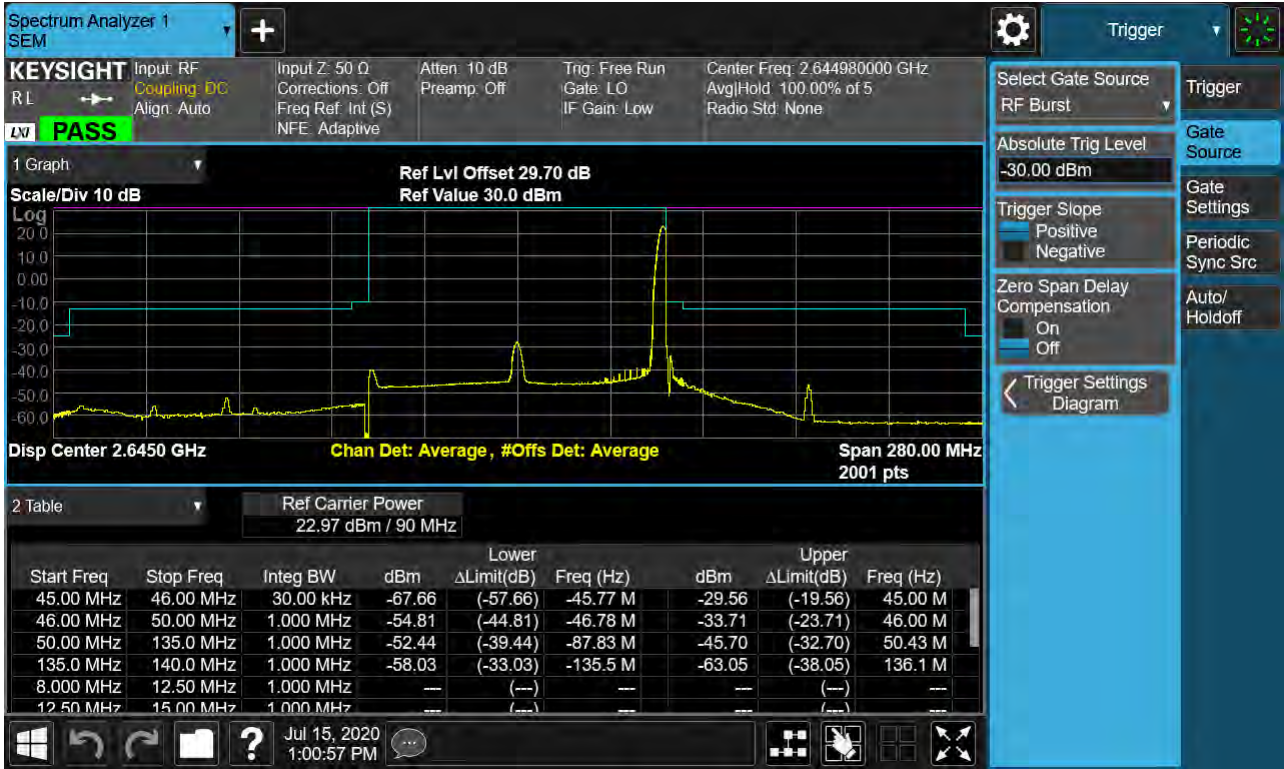 Spectrum Analyzer 1
SEM
+
Trigger
KEYSIGHT
R L
LXI
PASS
Input: RF
Coupling: DC
Align: Auto
Input Z: 50 Ω
Corrections: Off
Freq Ref: Int (S)
NFE: Adaptive
Atten: 10 dB
Preamp: Off
Trig: Free Run
Gate: LO
IF Gain: Low
Center Freq: 2.644980000 GHz
Avg|Hold: 100.00% of 5
Radio Std: None
1 Graph
Scale/Div 10 dB
Ref Lvl Offset 29.70 dB
Ref Value 30.0 dBm
Log
20.0
10.0
0.00
-10.0
-20.0
-30.0
-40.0
-50.0
-60.0
Disp Center 2.6450 GHz
Chan Det: Average, #Offs Det: Average
Span 280.00 MHz
2001 pts
2 Table
Ref Carrier Power
22.97 dBm / 90 MHz
Lower Upper
Start Freq Stop Freq Integ BW dBm ΔLimit(dB) Freq (Hz) dBm ΔLimit(dB) Freq (Hz)
45.00 MHz 46.00 MHz 30.00 kHz -67.66 (-57.66) -45.77 M -29.56 (-19.56) 45.00 M
46.00 MHz 50.00 MHz 1.000 MHz -54.81 (-44.81) -46.78 M -33.71 (-23.71) 46.00 M
50.00 MHz 135.0 MHz 1.000 MHz -52.44 (-39.44) -87.83 M -45.70 (-32.70) 50.43 M
135.0 MHz 140.0 MHz 1.000 MHz -58.03 (-33.03) -135.5 M -63.05 (-38.05) 136.1 M
8.000 MHz 12.50 MHz 1.000 MHz --- (---) --- --- (---) ---
12.50 MHz 15.00 MHz 1.000 MHz --- (---) --- --- (---) ---
?
Jul 15, 2020
1:00:57 PM
Select Gate Source
RF Burst
Absolute Trig Level
-30.00 dBm
Trigger Slope
Positive
Negative
Zero Span Delay
Compensation
On
Off
Trigger Settings
Diagram
Trigger
Gate
Source
Gate
Settings
Periodic
Sync Src
Auto/
Holdoff